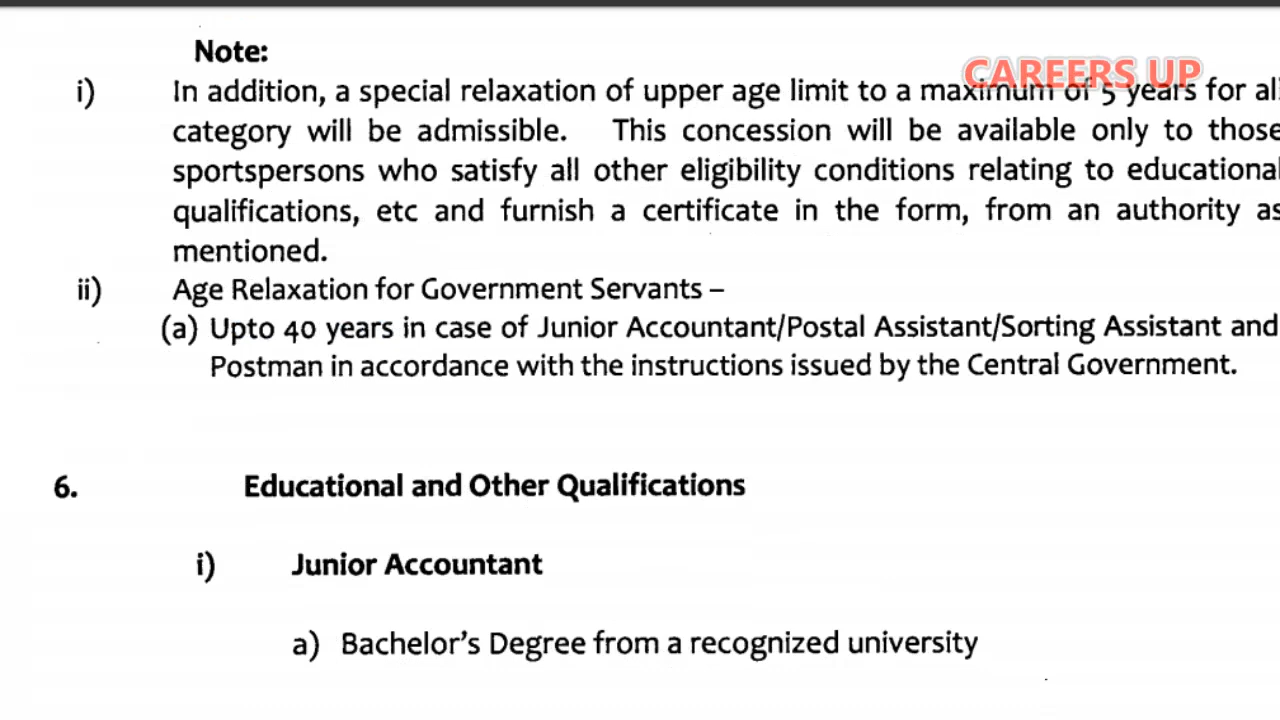 Note:
CAREERS UP
i) In addition, a special relaxation of upper age limit to a maximum of 5 years for all
category will be admissible. This concession will be available only to those
sportspersons who satisfy all other eligibility conditions relating to educational
qualifications, etc and furnish a certificate in the form, from an authority as
mentioned.
ii) Age Relaxation for Government Servants –
(a) Upto 40 years in case of Junior Accountant/Postal Assistant/Sorting Assistant and
Postman in accordance with the instructions issued by the Central Government.
6. Educational and Other Qualifications
i) Junior Accountant
a) Bachelor's Degree from a recognized university